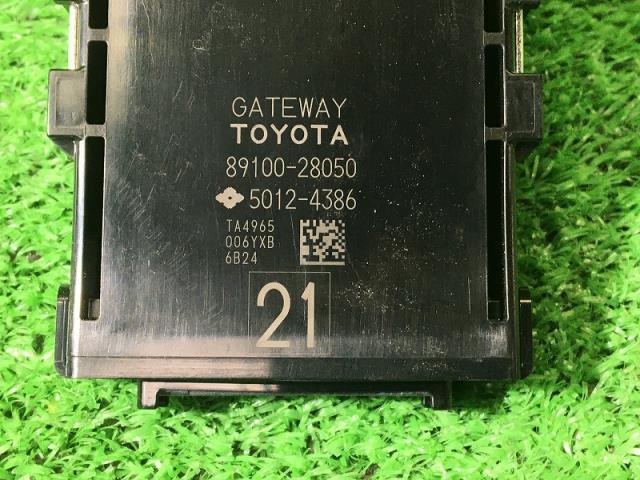 GATEWAY
TOYOTA
89100-28050
5012-4386
TA4965
006YXB
6B24
21